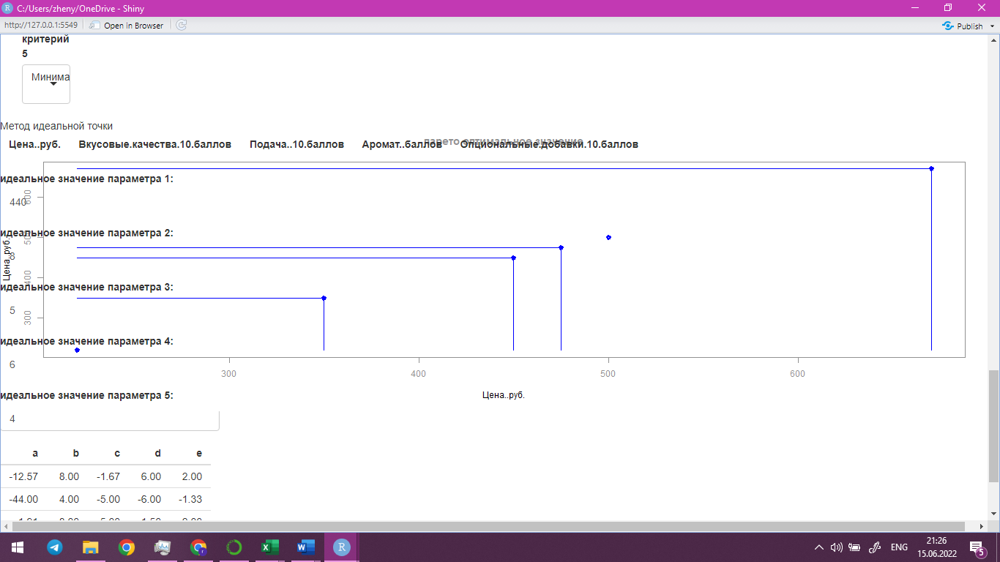 C:/Users/zheny/OneDrive - Shiny
http://127.0.0.1:5549 Open in Browser Publish
критерий
5
Минима
Метод идеальной точки
парето оптимальное значение
Цена..руб. Вкусовые.качества.10.баллов Подача..10.баллов Аромат..баллов Опциональные.добавки.10.баллов
идеальное значение параметра 1:
440
600
идеальное значение параметра 2:
500
8
Цена..руб.
400
идеальное значение параметра 3:
5
300
идеальное значение параметра 4:
6
300 400 500 600
идеальное значение параметра 5:
Цена..руб.
4
a b c d e
-12.57 8.00 -1.67 6.00 2.00
-44.00 4.00 -5.00 -6.00 -1.33
ENG
21:26
15.06.2022
5